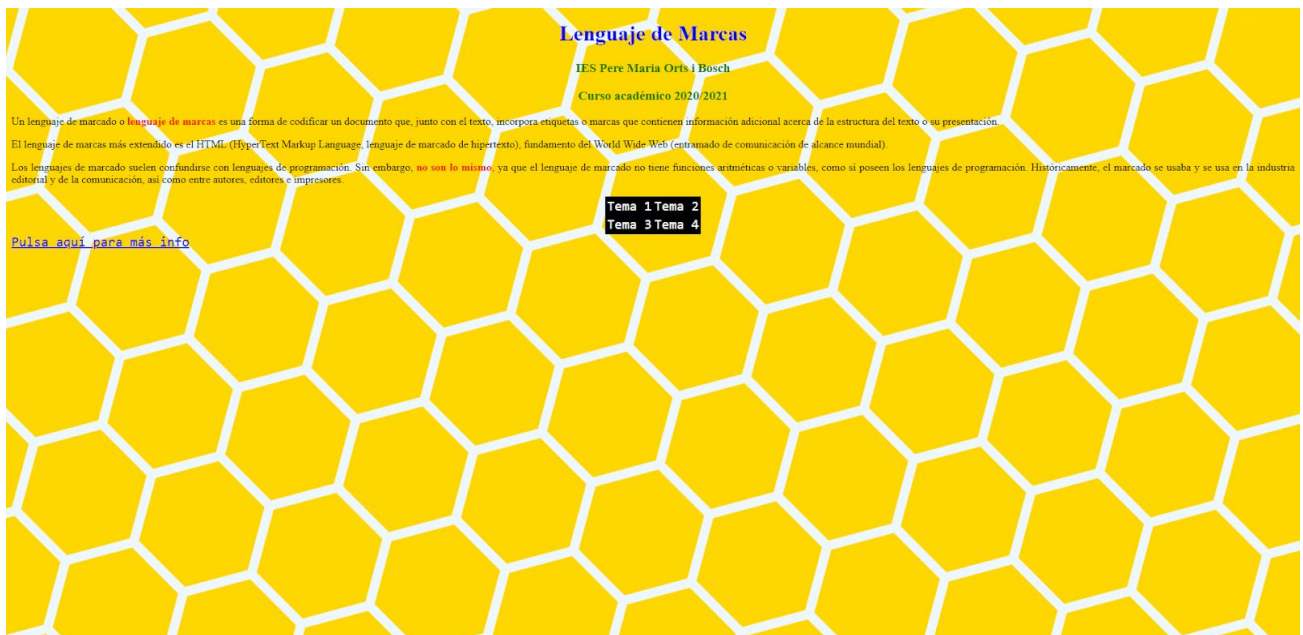 Lenguaje de Marcas
IES Pere Maria Orts i Bosch
Curso académico 2020/2021
Un lenguaje de marcado o lenguaje de marcas es una forma de codificar un documento que, junto con el texto, incorpora etiquetas o marcas que contienen información adicional acerca de la estructura del texto o su presentación.
El lenguaje de marcas más extendido es el HTML (HyperText Markup Language, lenguaje de marcado de hipertexto), fundamento del World Wide Web (entramado de comunicación de alcance mundial).
Los lenguajes de marcado suelen confundirse con lenguajes de programación. Sin embargo, no son lo mismo, ya que el lenguaje de marcado no tiene funciones aritméticas o variables, como sí poseen los lenguajes de programación. Históricamente, el marcado se usaba y se usa en la industria
editorial y de la comunicación, así como entre autores, editores e impresores.
Tema 1 Tema 2
Tema 3 Tema 4
Pulsa aquí para más info